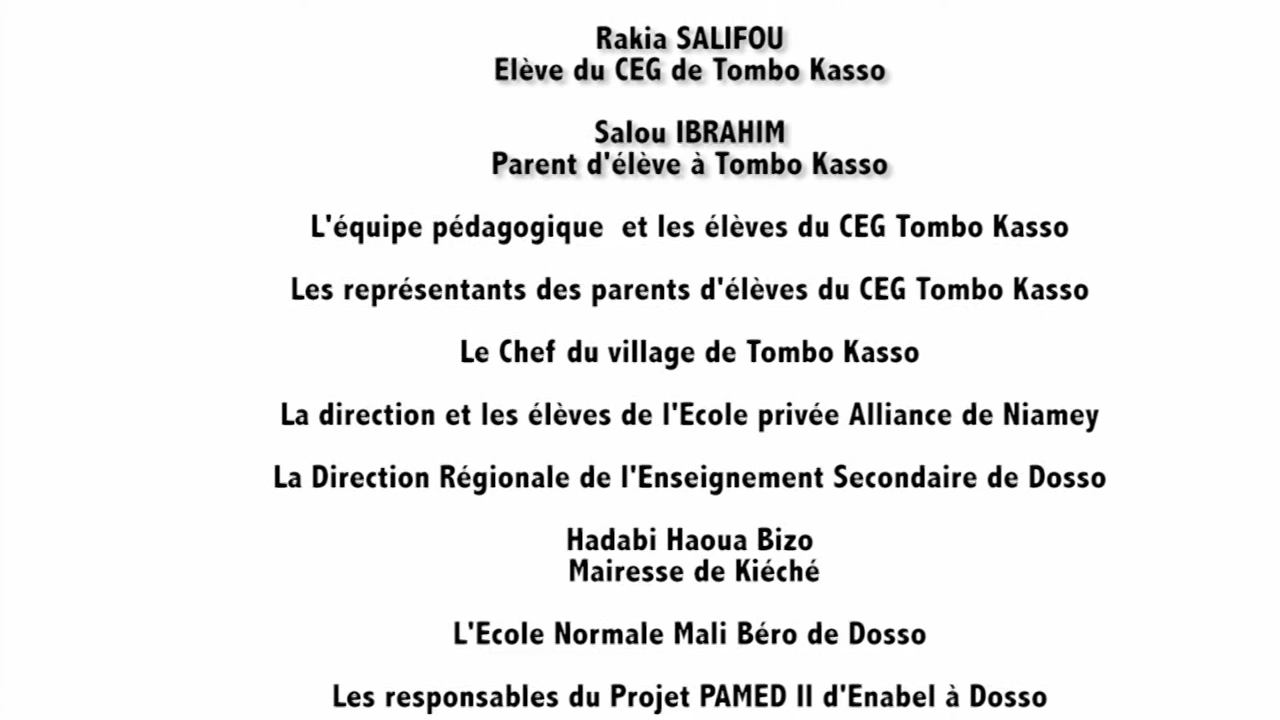 Rakia SALIFOU
Elève du CEG de Tombo Kasso
Salou IBRAHIM
Parent d'élève à Tombo Kasso
L'équipe pédagogique  et les élèves du CEG Tombo Kasso
Les représentants des parents d'élèves du CEG Tombo Kasso
Le Chef du village de Tombo Kasso
La direction et les élèves de l'Ecole privée Alliance de Niamey
La Direction Régionale de l'Enseignement Secondaire de Dosso
Hadabi Haoua Bizo
Mairesse de Kiéché
L'Ecole Normale Mali Béro de Dosso
Les responsables du Projet PAMED II d'Enabel à Dosso